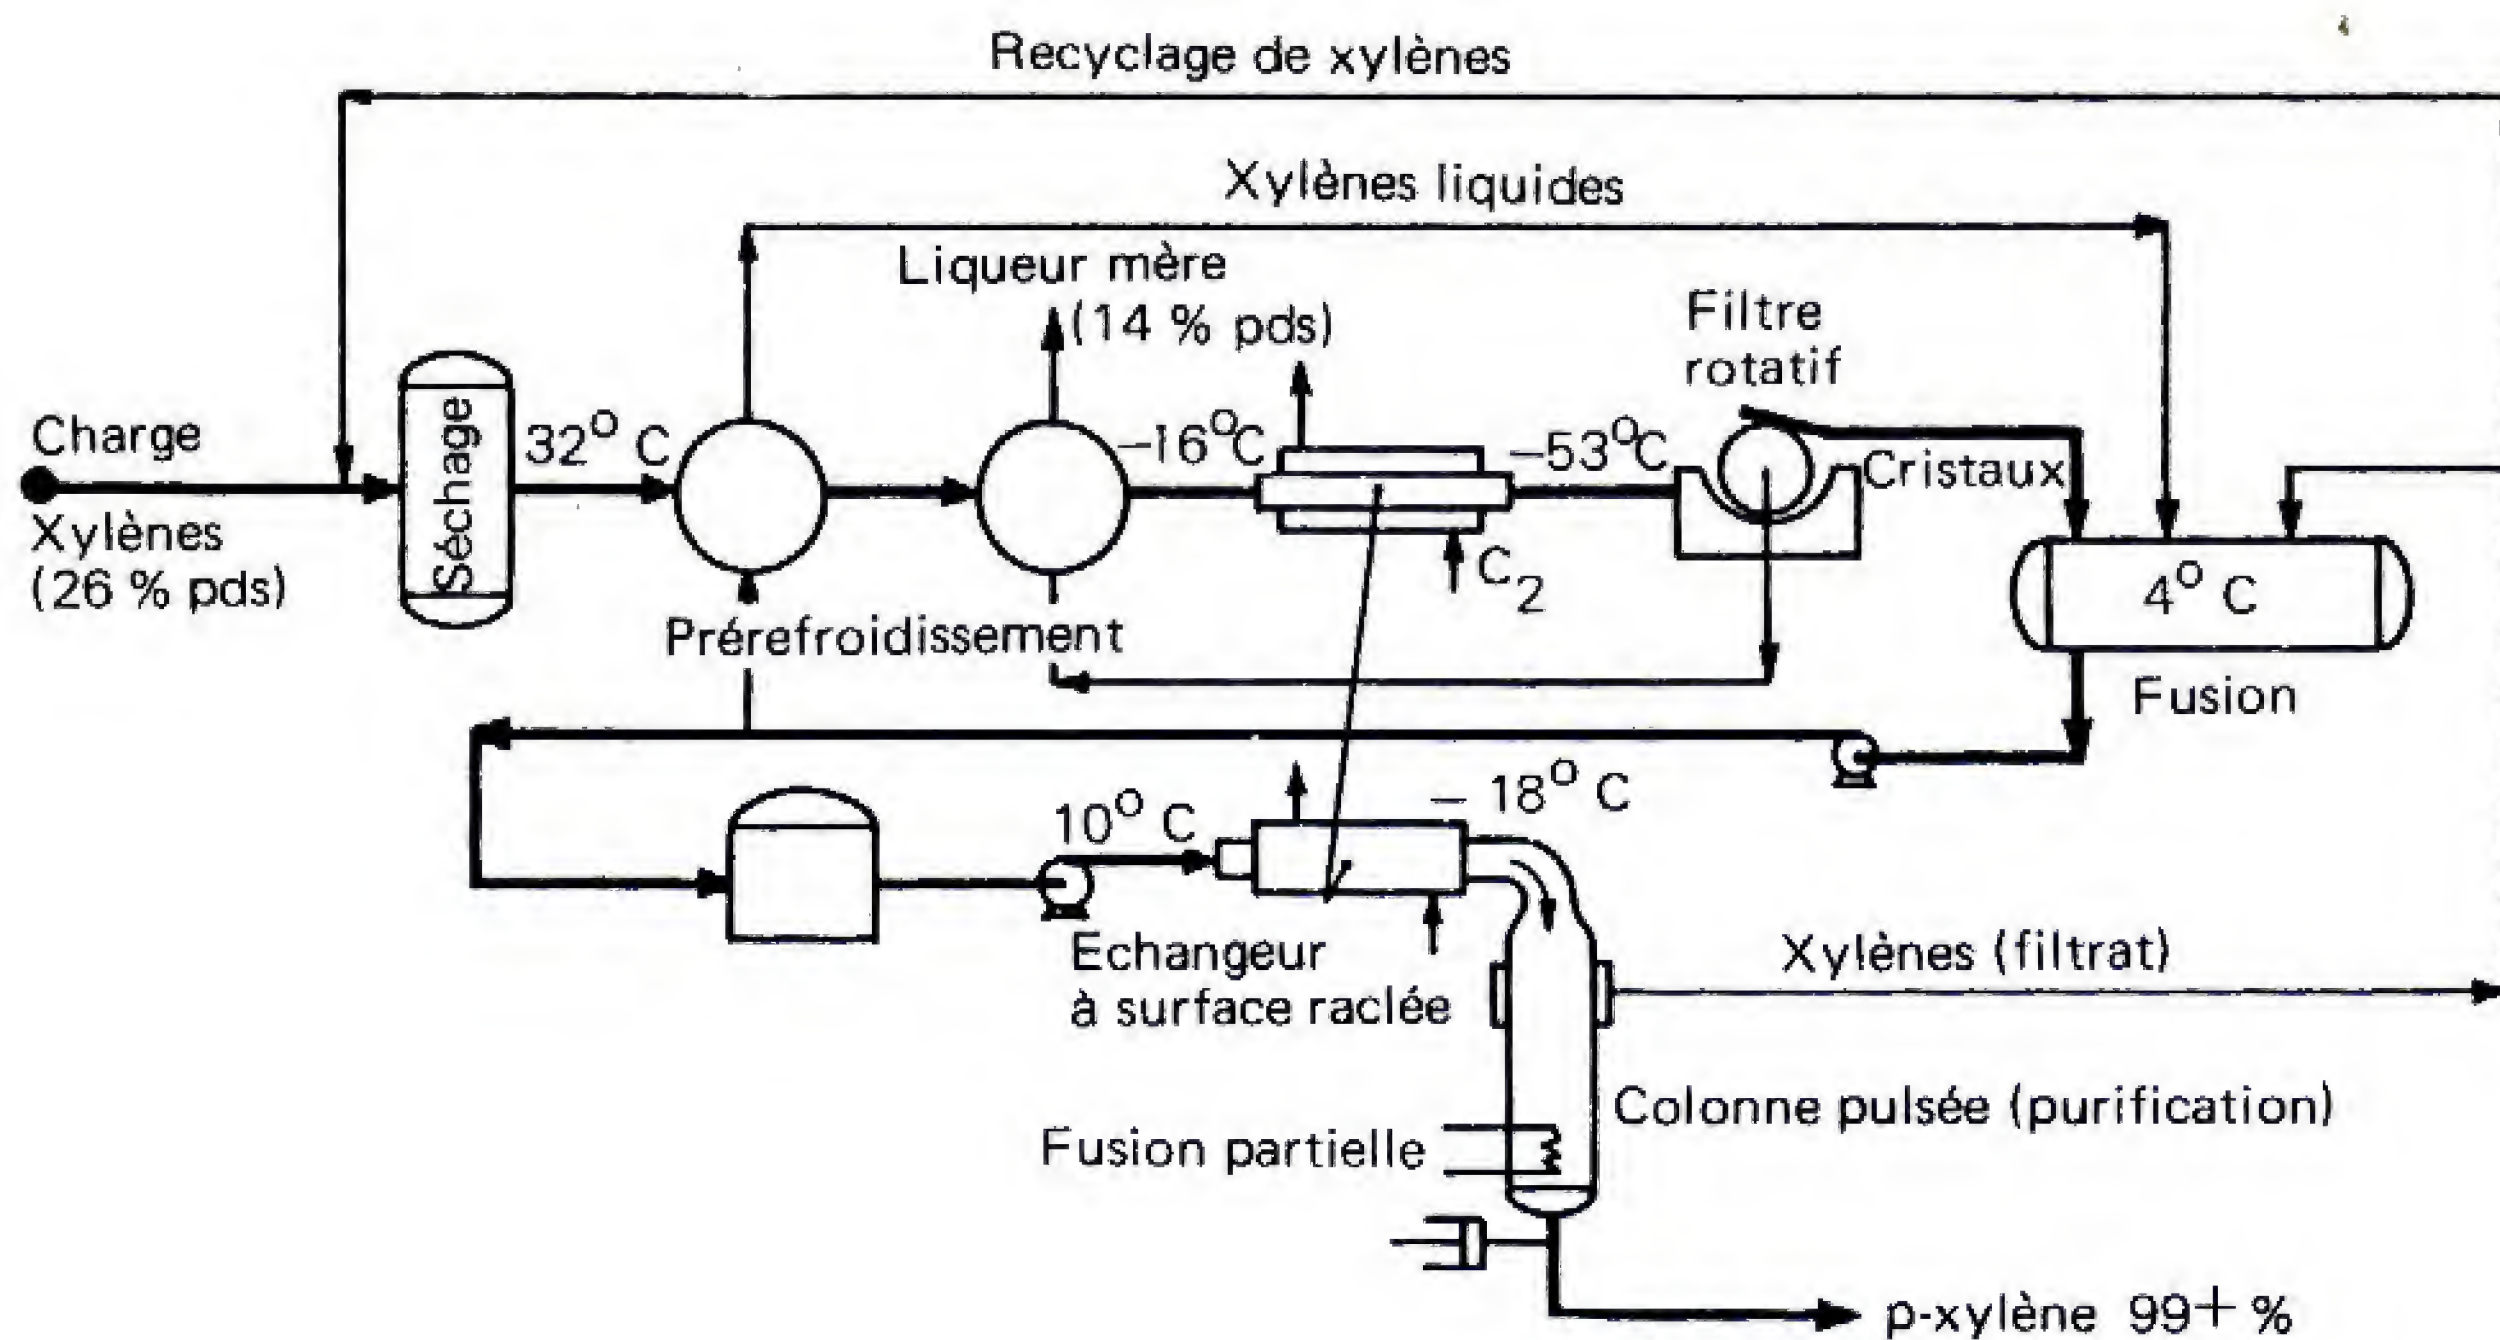 Recyclage de xylènes
Xylènes liquides
Liqueur mère
(14 % pds)
Filtre
rotatif
Charge
Séchage
32° C
−16°C
−53°C
Cristaux
Xylènes
(26 % pds)
C2
4° C
Prérefroidissement
Fusion
10° C
− 18° C
Echangeur
à surface raclée
Xylènes (filtrat)
Colonne pulsée (purification)
Fusion partielle
p-xylène 99+ %